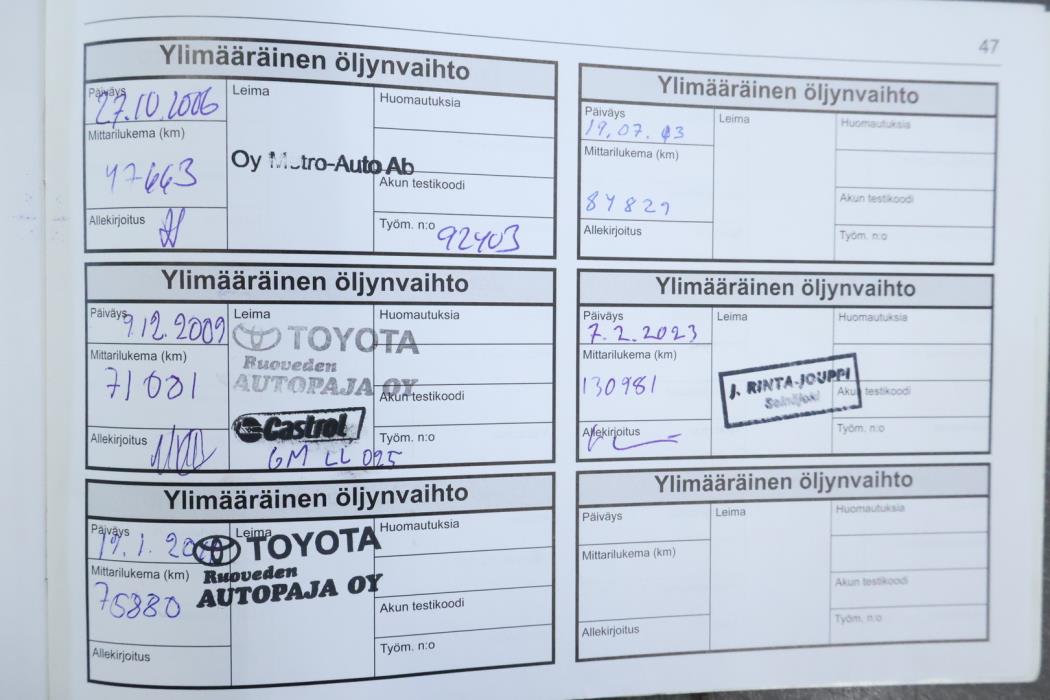 47
Ylimääräinen öljynvaihto
Päiväys
27.10.2006
Leima
Huomautuksia
Mittarilukema (km)
47663
Oy Metro-Auto Ab
Akun testikoodi
Allekirjoitus
Työm. n:o
92403
Ylimääräinen öljynvaihto
Päiväys
9.12.2009
Leima
Huomautuksia
TOYOTA
Ruoveden
AUTOPAJA OY
Mittarilukema (km)
71081
Akun testikoodi
Castrol
Allekirjoitus
Työm. n:o
GM LL 025
Ylimääräinen öljynvaihto
Päiväys
Leima
Huomautuksia
TOYOTA
Ruoveden
AUTOPAJA OY
Mittarilukema (km)
75880
Akun testikoodi
Allekirjoitus
Työm. n:o
Ylimääräinen öljynvaihto
Päiväys
19.07.13
Leima
Huomautuksia
Mittarilukema (km)
84829
Akun testikoodi
Allekirjoitus
Työm. n:o
Ylimääräinen öljynvaihto
Päiväys
7.2.2023
Leima
Huomautuksia
Mittarilukema (km)
130981
J. RINTA-JOUPPI
Seinäjoki
Akun testikoodi
Allekirjoitus
Työm. n:o
Ylimääräinen öljynvaihto
Päiväys
Leima
Huomautuksia
Mittarilukema (km)
Akun testikoodi
Allekirjoitus
Työm. n:o